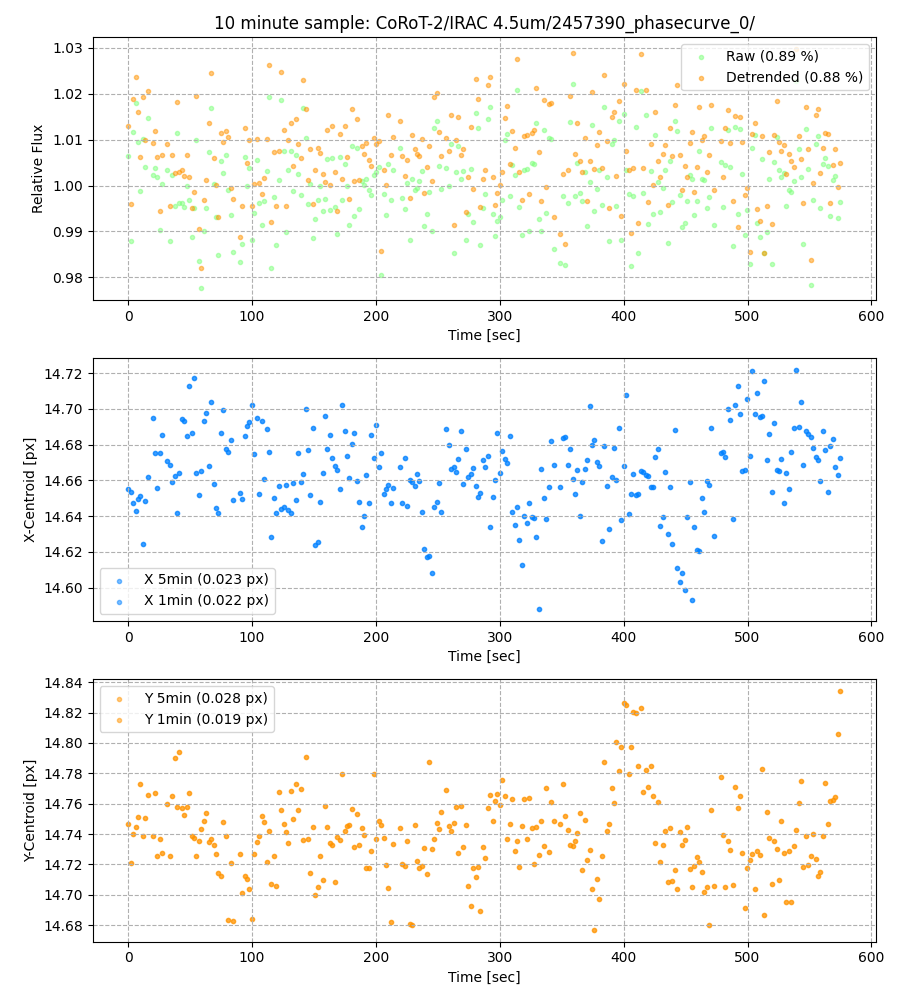 10 minute sample: CoRoT-2/IRAC 4.5um/2457390_phasecurve_0/
1.03
1.02
1.01
1.00
0.99
0.98
Relative Flux
Raw (0.89 %)
Detrended (0.88 %)
0 100 200 300 400 500 600
Time [sec]
14.72
14.70
14.68
14.66
14.64
14.62
14.60
X-Centroid [px]
X 5min (0.023 px)
X 1min (0.022 px)
0 100 200 300 400 500 600
Time [sec]
14.84
14.82
14.80
14.78
14.76
14.74
14.72
14.70
14.68
Y-Centroid [px]
Y 5min (0.028 px)
Y 1min (0.019 px)
0 100 200 300 400 500 600
Time [sec]